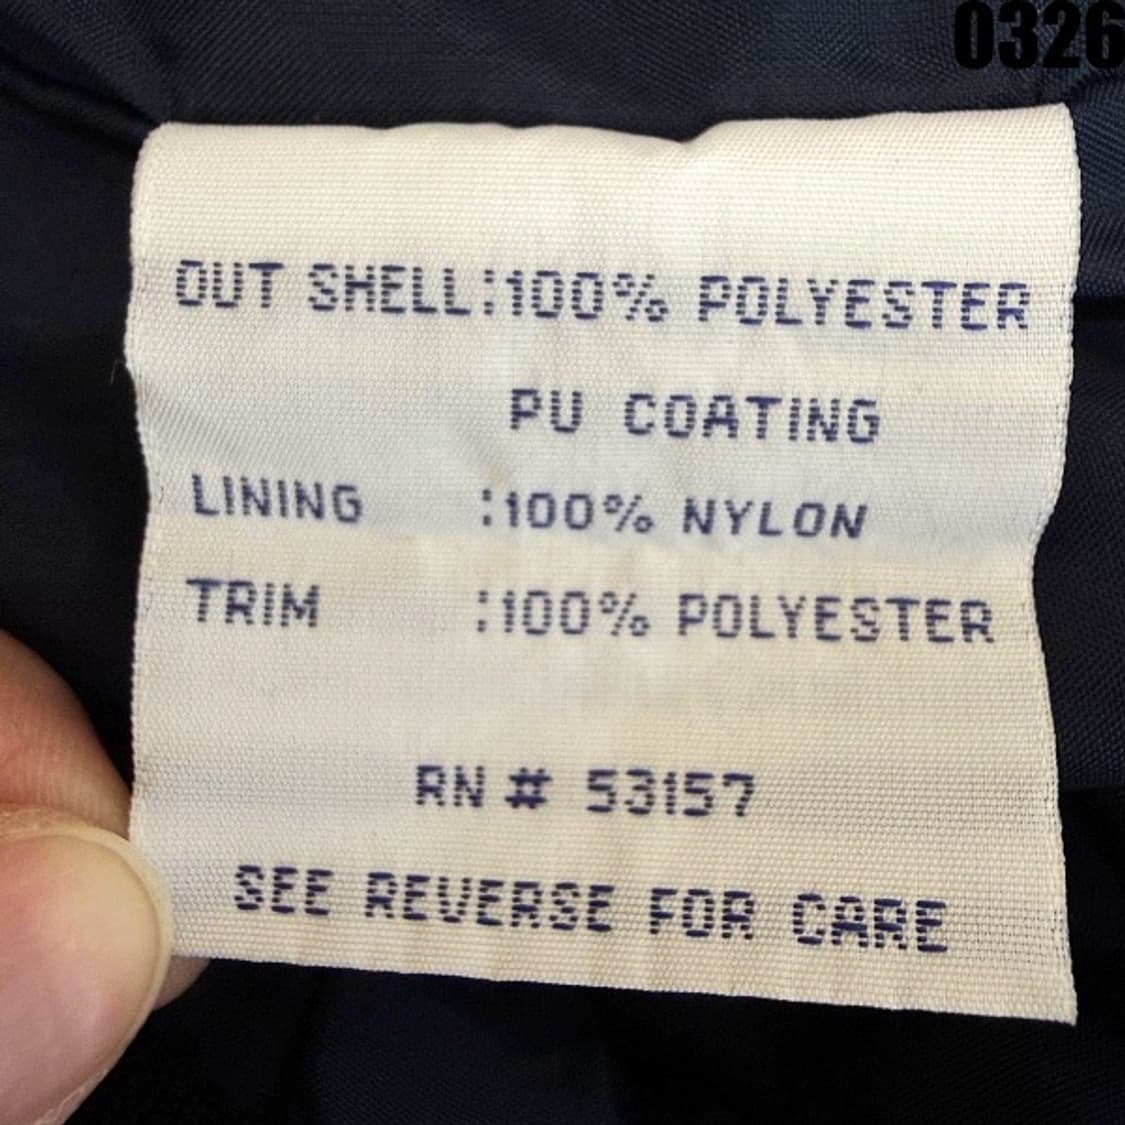 0326
OUT SHELL:100% POLYESTER
PU COATING
LINING :100% NYLON
TRIM :100% POLYESTER
RN # 53157
SEE REVERSE FOR CARE